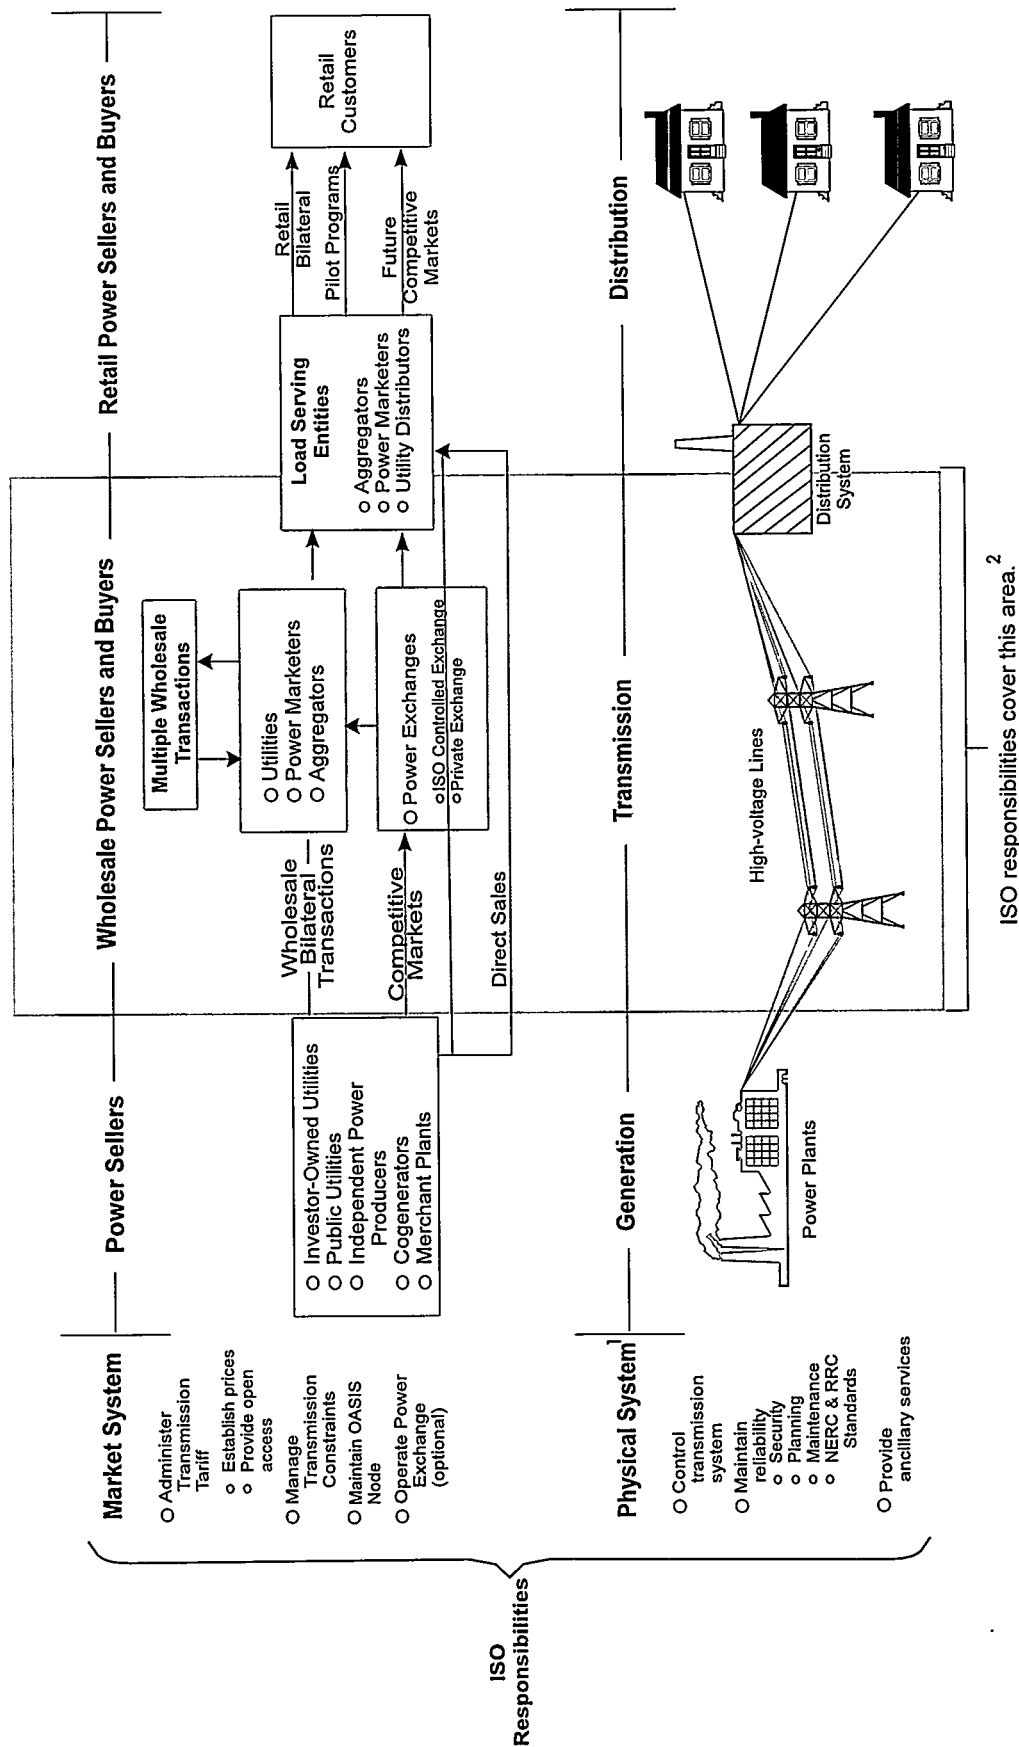 ISO
Responsibilities
Market System
○ Administer
Transmission
Tariff
○ Establish prices
○ Provide open
access
○ Manage
Transmission
Constraints
○ Maintain OASIS
Node
○ Operate Power
Exchange
(optional)
Physical System1
○ Control
transmission
system
○ Maintain
reliability
○ Security
○ Planning
○ Maintenance
○ NERC & RRC
Standards
○ Provide
ancillary services
Power Sellers
Wholesale Power Sellers and Buyers
Retail Power Sellers and Buyers
○ Investor-Owned Utilities
○ Public Utilities
○ Independent Power
Producers
○ Cogenerators
○ Merchant Plants
Wholesale
Bilateral
Transactions
Competitive
Markets
Direct Sales
Multiple Wholesale
Transactions
○ Utilities
○ Power Marketers
○ Aggregators
○ Power Exchanges
○ ISO Controlled Exchange
○ Private Exchange
Load Serving
Entities
○ Aggregators
○ Power Marketers
○ Utility Distributors
Retail
Bilateral
Pilot Programs
Future
Competitive
Markets
Retail
Customers
Generation
Transmission
Distribution
Power Plants
High-voltage Lines
Distribution
System
ISO responsibilities cover this area.2